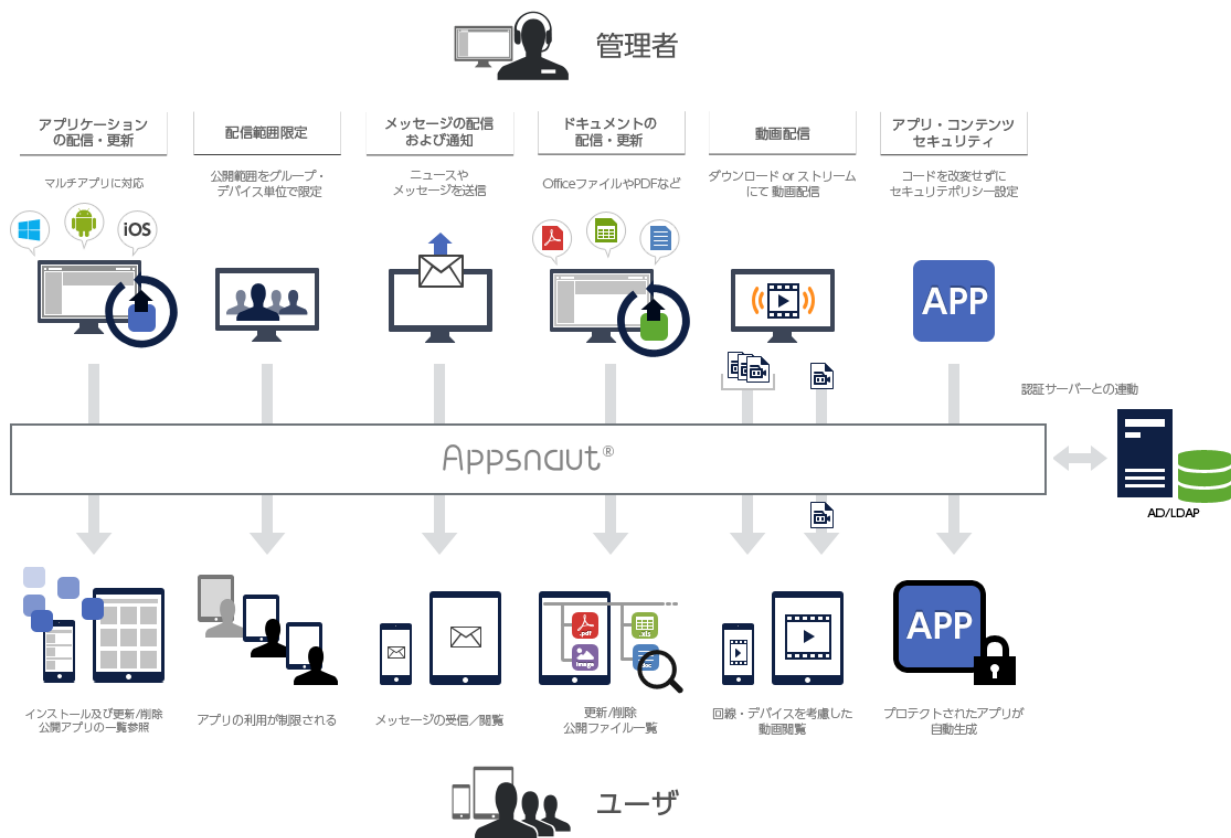 管理者
アプリケーション
の配信・更新
配信範囲限定
メッセージの配信
および通知
ドキュメントの
配信・更新
動画配信
アプリ・コンテンツ
セキュリティ
マルチアプリに対応
公開範囲をグループ・
デバイス単位で限定
ニュースや
メッセージを送信
OfficeファイルやPDFなど
ダウンロード or ストリーム
にて 動画配信
コードを改変せずに
セキュリテポリシー設定
iOS
APP
認証サーバーとの連動
Appsnaut®
AD/LDAP
.pdf
.xls
image
.doc
APP
インストール及び更新/削除
公開アプリの一覧参照
アプリの利用が制限される
メッセージの受信／閲覧
更新/削除
公開ファイル一覧
回線・デバイスを考慮した
動画閲覧
プロテクトされたアプリが
自動生成
ユーザ